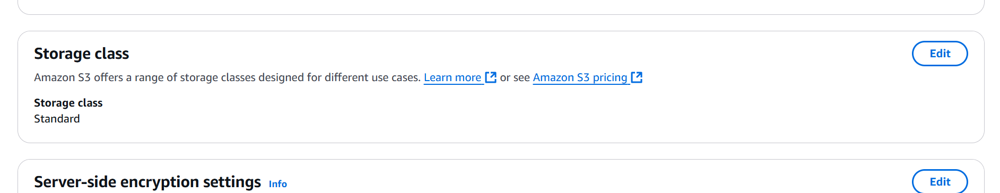 Storage class
Edit
Amazon S3 offers a range of storage classes designed for different use cases. Learn more or see Amazon S3 pricing
Storage class
Standard
Server-side encryption settings Info
Edit